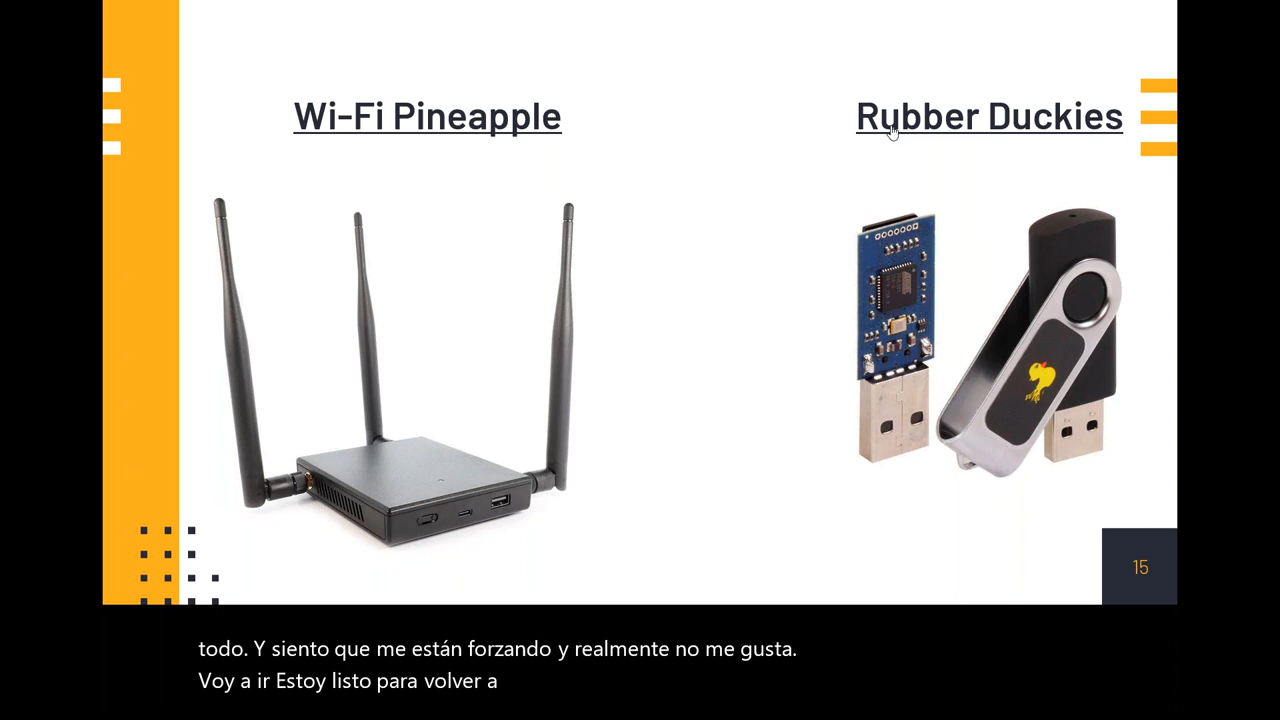 Wi-Fi Pineapple
Rubber Duckies
15
todo. Y siento que me están forzando y realmente no me gusta.
Voy a ir Estoy listo para volver a